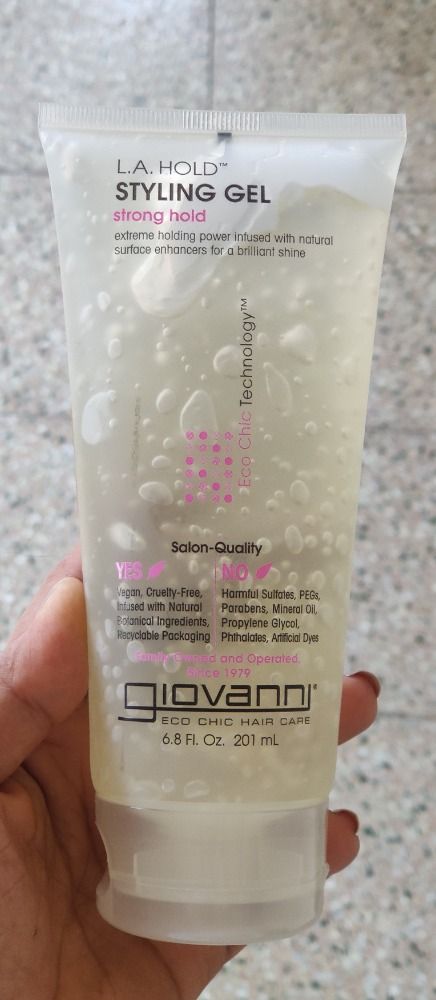 L.A. HOLD™
STYLING GEL
strong hold
extreme holding power infused with natural
surface enhancers for a brilliant shine
Eco Chic Technology™
Salon-Quality
YES
Vegan, Cruelty-Free,
Infused with Natural
Botanical Ingredients,
Recyclable Packaging
NO
Harmful Sulfates, PEGs,
Parabens, Mineral Oil,
Propylene Glycol,
Phthalates, Artificial Dyes
Family Owned and Operated,
Since 1979
giovanni®
ECO CHIC HAIR CARE
6.8 Fl. Oz. 201 mL